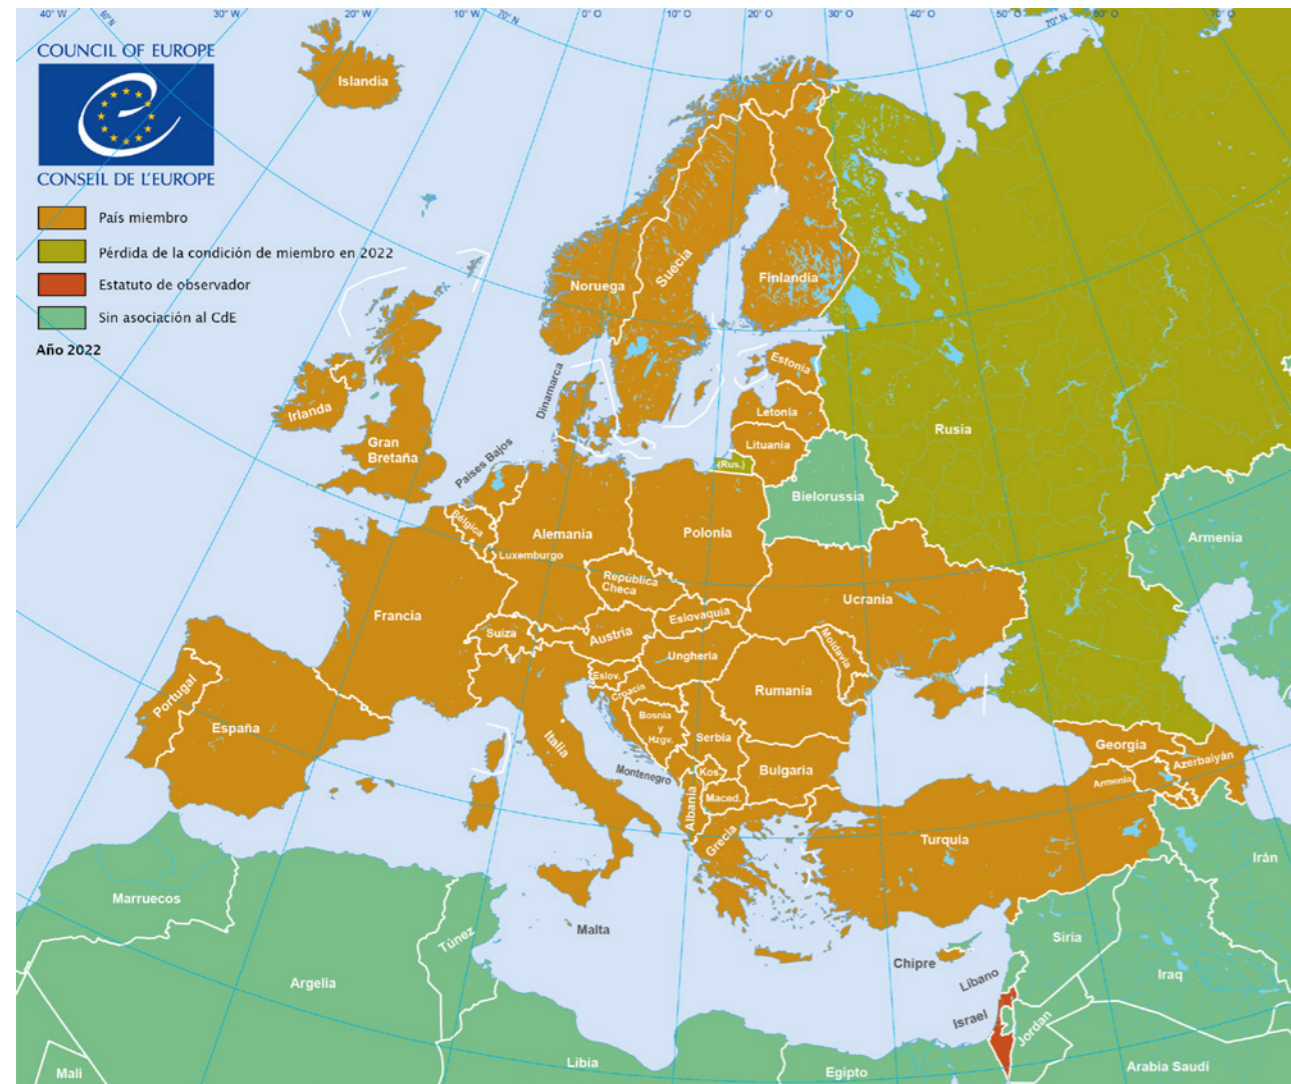 40° W
60° N
30° W
20° W
10° W
70° N
0° O
10° O
20° O
30° O
40° O
50° O
70° N
60° O
70° O
COUNCIL OF EUROPE
CONSEIL DE L'EUROPE
País miembro
Pérdida de la condición de miembro en 2022
Estatuto de observador
Sin asociación al CdE
Año 2022
Islandia
Noruega
Suecia
Finlandia
Estonia
Letonia
Lituania
(Rus.)
Rusia
Dinamarca
Irlanda
Gran
Bretaña
Países Bajos
Bélgica
Luxemburgo
Alemania
Polonia
Bielorussia
Armenia
República
Checa
Ucrania
Eslovaquia
Francia
Suiza
Austria
Ungheria
Moldavia
Eslov.
Croacia
Rumania
Portugal
España
Italia
Bosnia
y
Hzgv.
Serbia
Montenegro
Kos.
Bulgaria
Albania
Maced.
Grecia
Georgia
Azerbaiyán
Armenia
Turquía
Irán
Marruecos
Túnez
Malta
Chipre
Siria
Líbano
Iraq
Argelia
Israel
Jordan
Mali
Libia
Egipto
Arabia Saudí